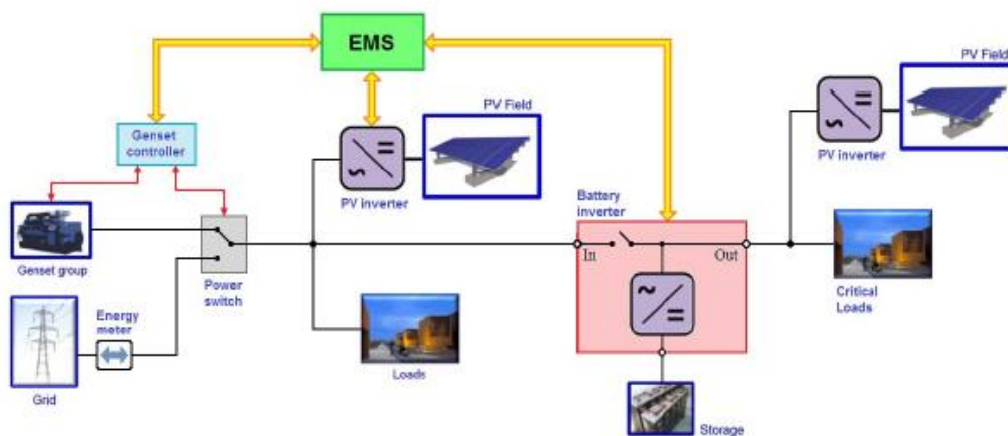 EMS
PV Field
PV Field
Genset
controller
PV inverter
PV inverter
Battery
inverter
Genset group
Power
switch
In
Out
Critical
Loads
Energy
meter
Loads
Grid
Storage